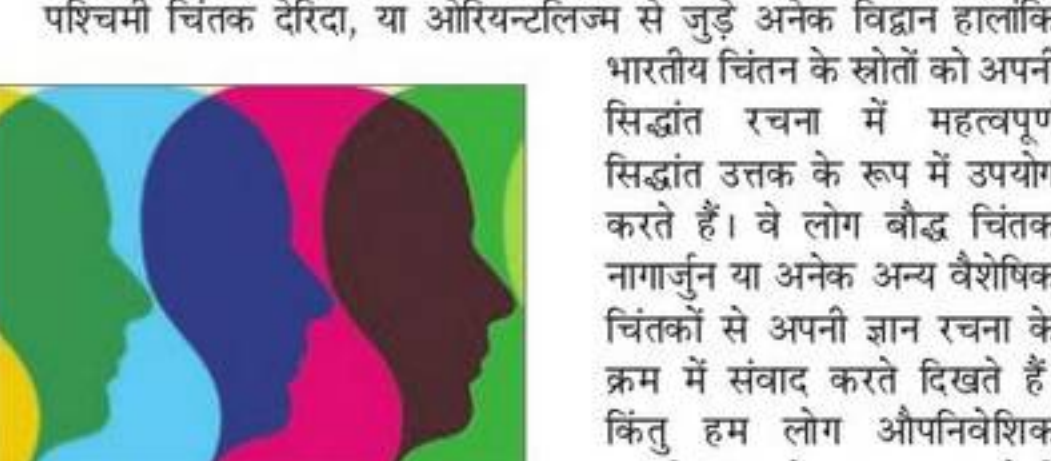 पश्चिमी चिंतक देरिदा, या ओरियन्टलिज्म से जुड़े अनेक विद्वान हालांकि
भारतीय चिंतन के स्रोतों को अपनी
सिद्धांत रचना में महत्वपूर्ण
सिद्धांत उत्तक के रूप में उपयोग
करते हैं। वे लोग बौद्ध चिंतक
नागार्जुन या अनेक अन्य वैशेषिक
चिंतकों से अपनी ज्ञान रचना के
क्रम में संवाद करते दिखते हैं
किंतु हम लोग औपनिवेशिक